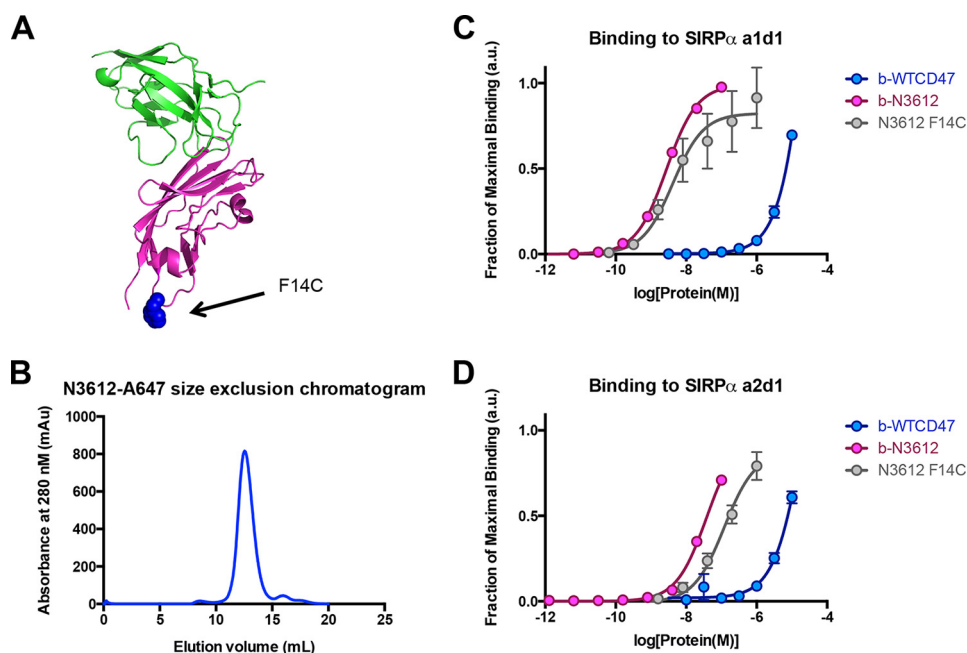 A
F14C
B
N3612-A647 size exclusion chromatogram
Absorbance at 280 nM (mAu)
1000
800
600
400
200
0
0 5 10 15 20 25
Elution volume (mL)
C
Binding to SIRPα a1d1
Fraction of Maximal Binding (a.u.)
1.0
0.5
0.0
-12 -10 -8 -6 -4
log[Protein(M)]
b-WTCD47
b-N3612
N3612 F14C
D
Binding to SIRPα a2d1
Fraction of Maximal Binding (a.u.)
1.0
0.5
0.0
-12 -10 -8 -6 -4
log[Protein(M)]
b-WTCD47
b-N3612
N3612 F14C